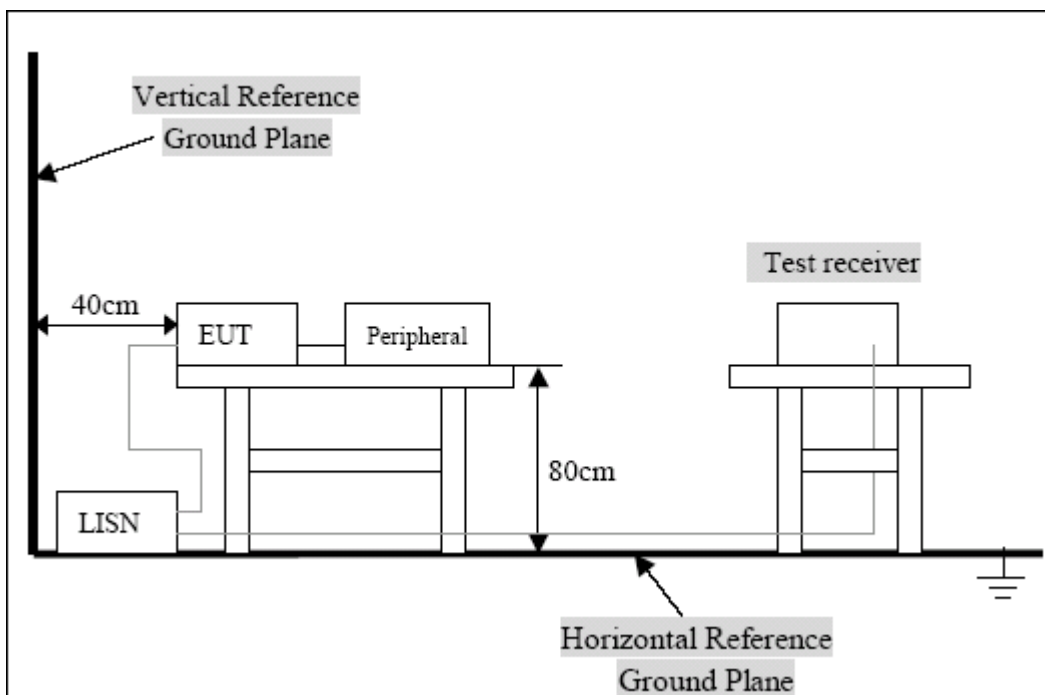 Vertical Reference
Ground Plane
Test receiver
40cm
EUT
Peripheral
80cm
LISN
Horizontal Reference
Ground Plane